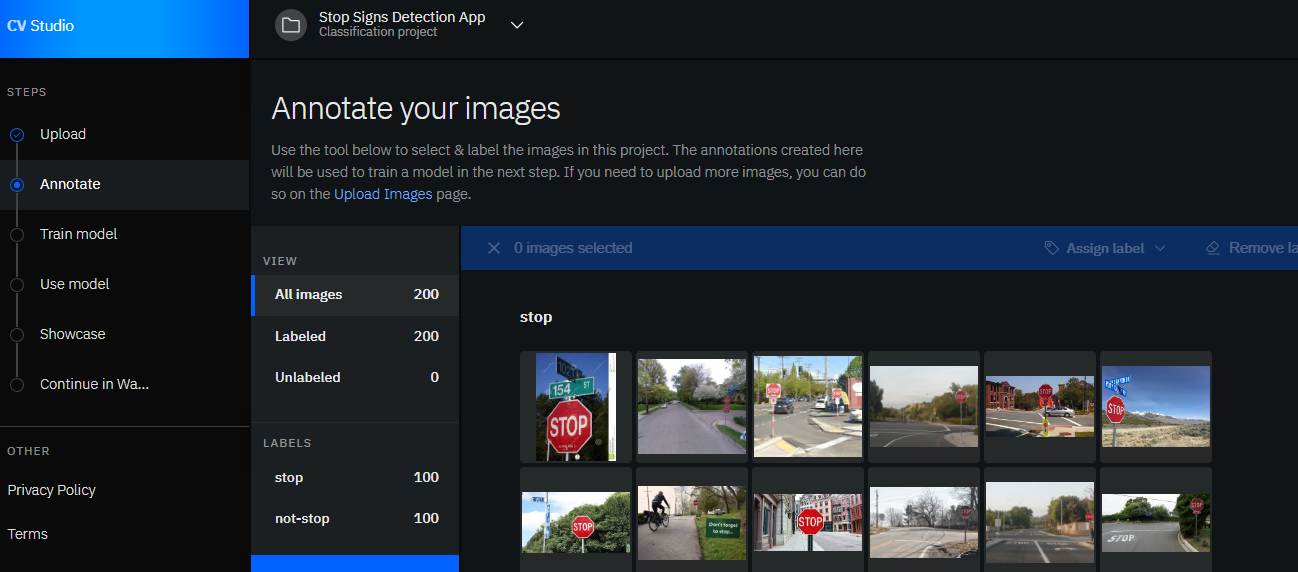 CV Studio
Stop Signs Detection App
Classification project
STEPS
Upload
Annotate
Train model
Use model
Showcase
Continue in Wa...
OTHER
Privacy Policy
Terms
Annotate your images
Use the tool below to select & label the images in this project. The annotations created here
will be used to train a model in the next step. If you need to upload more images, you can do
so on the Upload Images page.
VIEW
All images 200
Labeled 200
Unlabeled 0
LABELS
stop 100
not-stop 100
0 images selected
Assign label
Remove la
stop
154 ST
STOP
STOP
STOP
STOP
STOP
Don't forget
to stop...
STOP
STOP